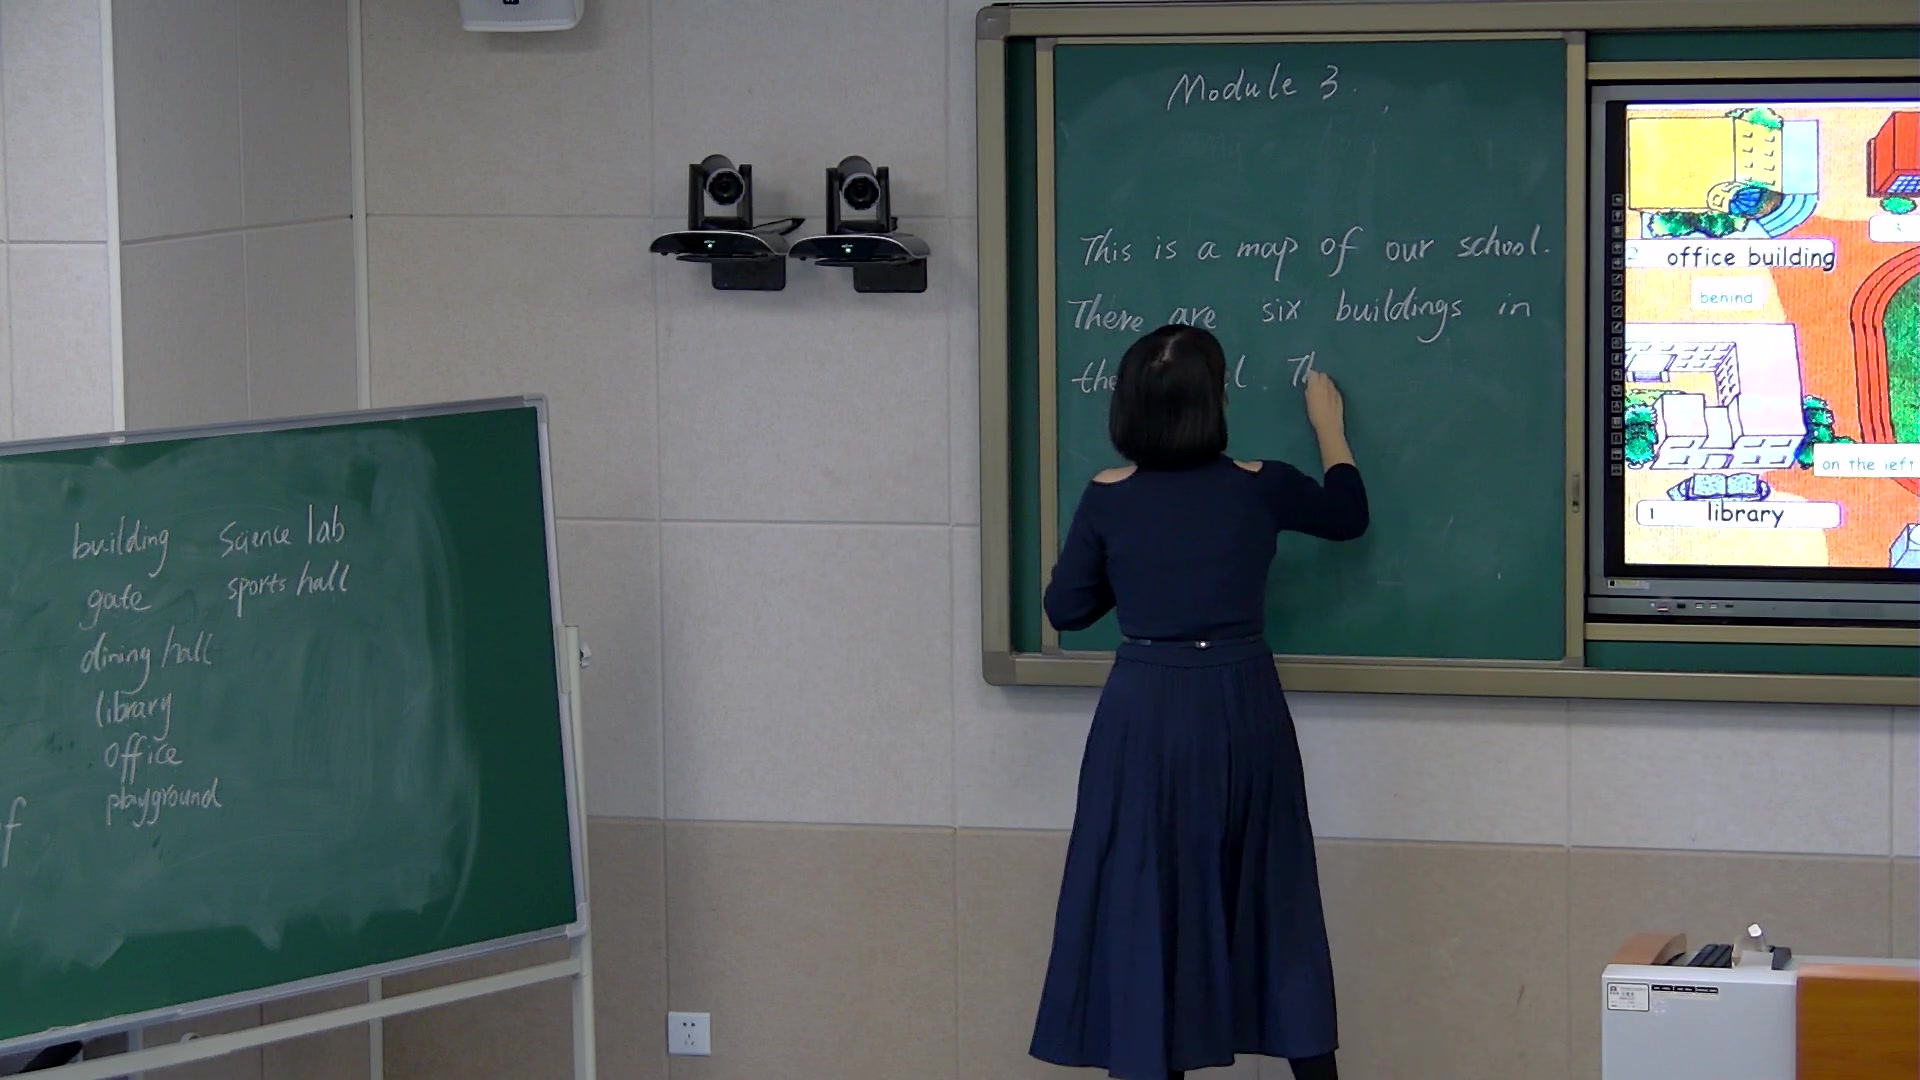 Module 3.
This is a map of our school.
There are six buildings in
the
building
science lab
gate
sports hall
dining hall
library
office
playground
f
office building
behind
on the left
1 library